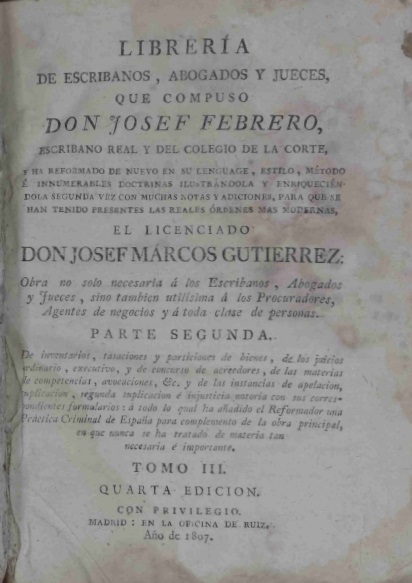 LIBRERÍA
DE ESCRIBANOS, ABOGADOS Y JUECES,
QUE COMPUSO
DON JOSEF FEBRERO,
ESCRIBANO REAL Y DEL COLEGIO DE LA CORTE,
Y HA REFORMADO DE NUEVO EN SU LENGUAGE, ESTILO, MÉTODO
É INNUMERABLES DOCTRINAS ILUSTRÁNDOLA Y ENRIQUECIÉN-
DOLA SEGUNDA VEZ CON MUCHAS NOTAS Y ADICIONES, PARA QUE SE
HAN TENIDO PRESENTES LAS REALES ÓRDENES MAS MODERNAS,
EL LICENCIADO
DON JOSEF MÁRCOS GUTIERREZ:
Obra no solo necesaria á los Escribanos, Abogados
y Jueces, sino tambien utilísima á los Procuradores,
Agentes de negocios y á toda clase de personas.
PARTE SEGUNDA.
De inventarios, tasaciones y particiones de bienes, de los juicios
ordinario, executivo, y de concurso de acreedores, de las materias
de competencias, avocaciones, &c. y de las instancias de apelacion,
suplicacion, segunda suplicacion é injusticia notoria con sus corres-
pondientes formularios: á todo lo qual ha añadido el Reformador una
Práctica Criminal de España para complemento de la obra principal,
en que nunca se ha tratado de materia tan
necesaria é importante.
TOMO III.
QUARTA EDICION.
CON PRIVILEGIO.
MADRID: EN LA OFICINA DE RUIZ.
Año de 1807.